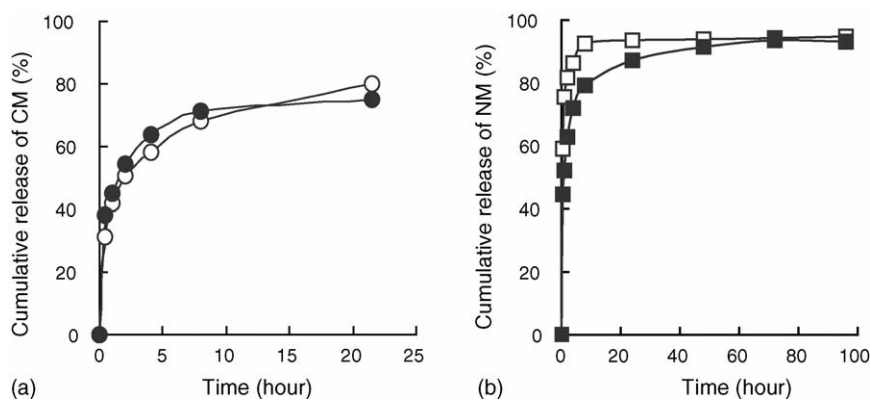 Cumulative release of CM (%)
100
80
60
40
20
0
0 5 10 15 20 25
Time (hour)
(a)
Cumulative release of NM (%)
100
80
60
40
20
0
0 20 40 60 80 100
Time (hour)
(b)